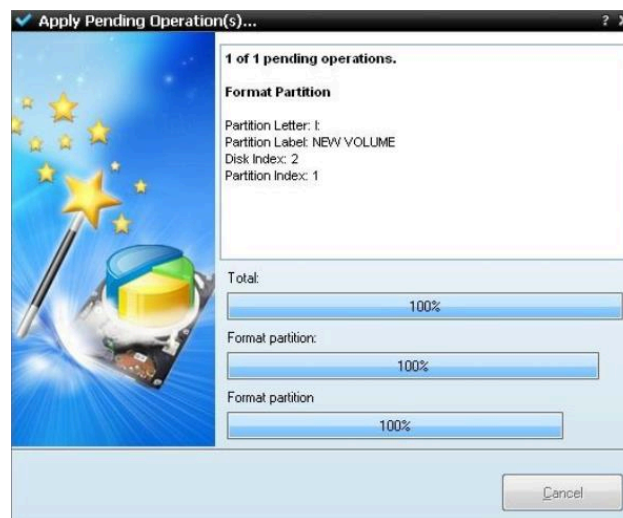 Apply Pending Operation(s)...
?
1 of 1 pending operations.
Format Partition
Partition Letter: I:
Partition Label: NEW VOLUME
Disk Index: 2
Partition Index: 1
Total:
100%
Format partition:
100%
Format partition
100%
Cancel